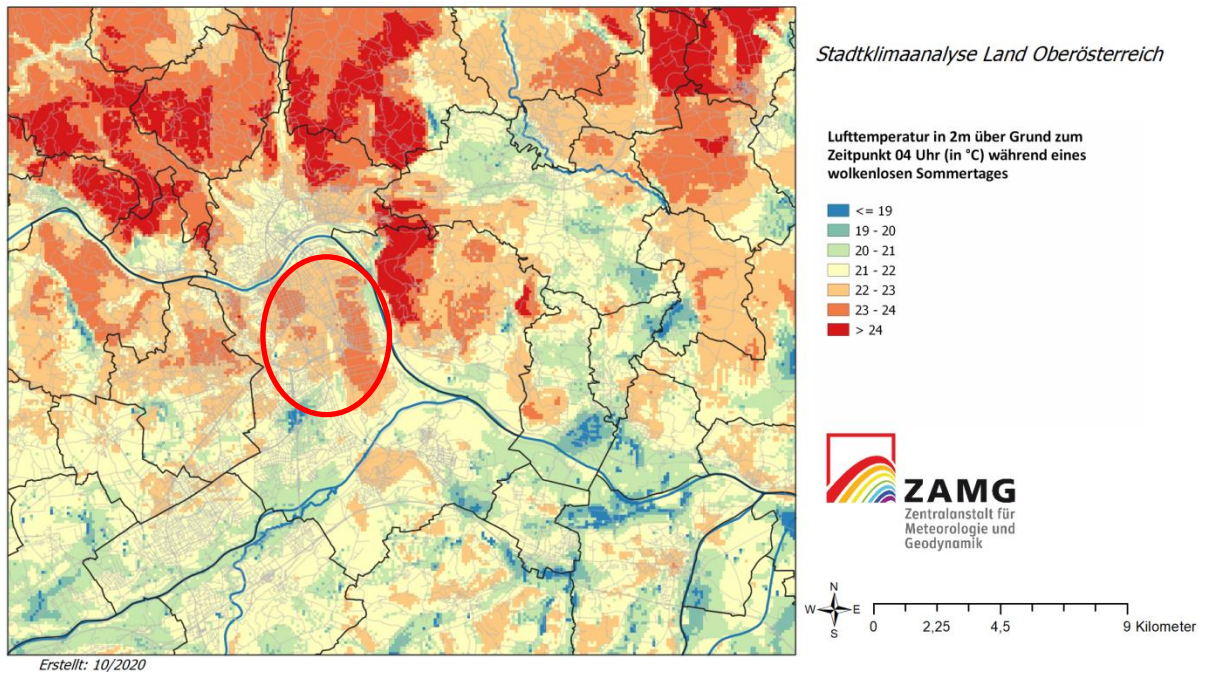 Stadtklimaanalyse Land Oberösterreich
Lufttemperatur in 2m über Grund zum
Zeitpunkt 04 Uhr (in °C) während eines
wolkenlosen Sommertages
<= 19
19 - 20
20 - 21
21 - 22
22 - 23
23 - 24
> 24
ZAMG
Zentralanstalt für
Meteorologie und
Geodynamik
N
W E
S
0 2,25 4,5 9 Kilometer
Erstellt: 10/2020